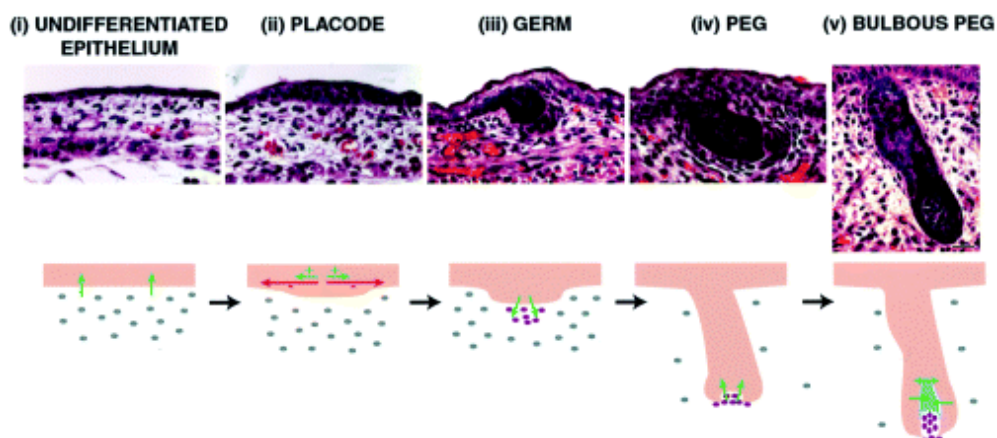 (i) UNDIFFERENTIATED
EPITHELIUM
(ii) PLACODE
(iii) GERM
(iv) PEG
(v) BULBOUS PEG
+ +